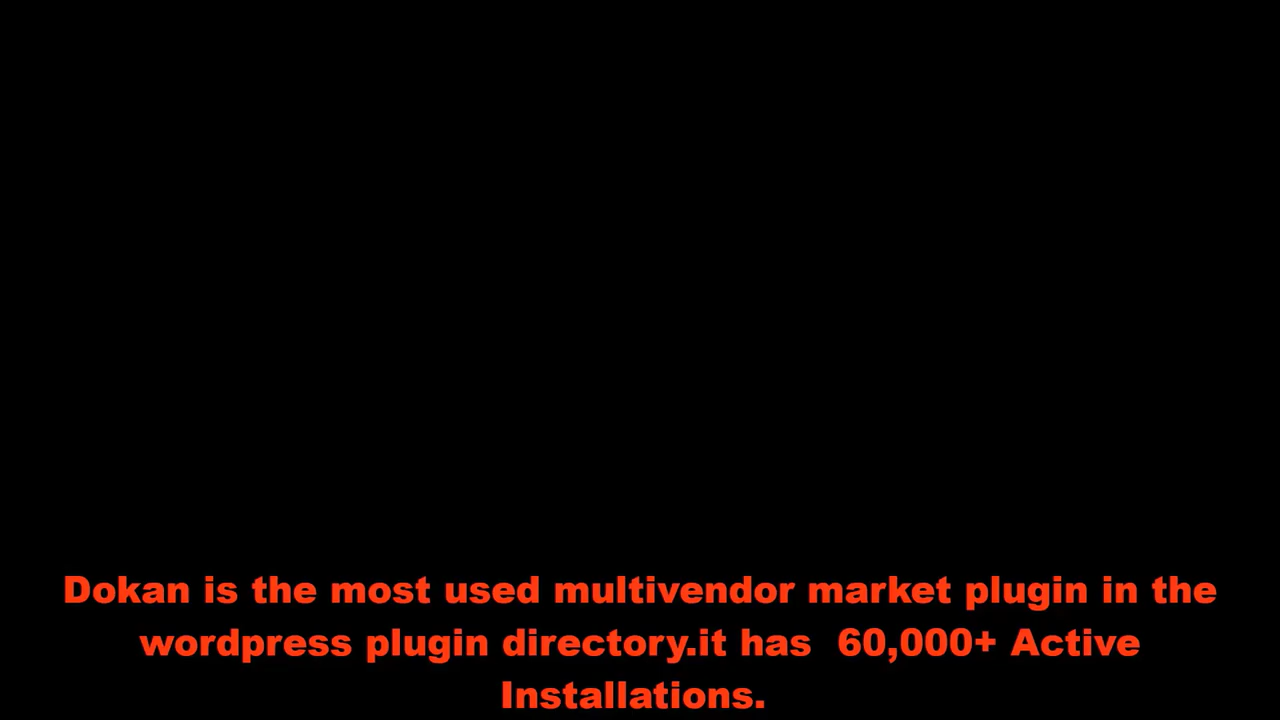 Dokan is the most used multivendor market plugin in the
wordpress plugin directory.it has  60,000+ Active
Installations.